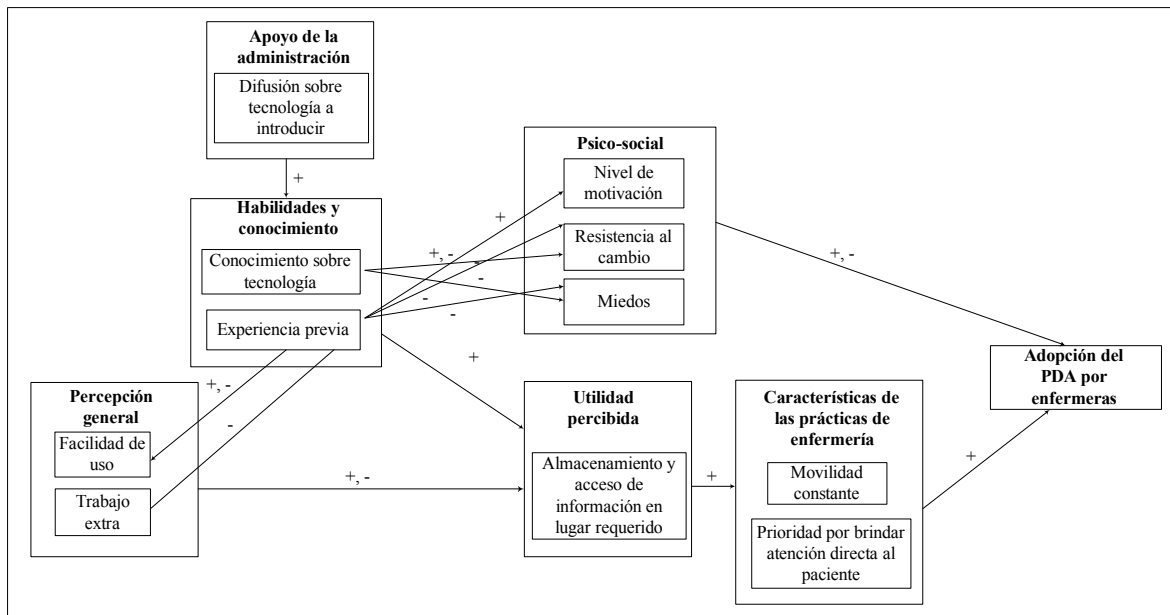 Apoyo de la
administración
Difusión sobre
tecnología a
introducir
+
Habilidades y
conocimiento
Conocimiento sobre
tecnología
Experiencia previa
Psico-social
Nivel de
motivación
Resistencia al
cambio
Miedos
+
+, -
-
-
-
-
+, -
+
+, -
-
Percepción
general
Facilidad de
uso
Trabajo
extra
+, -
Utilidad
percibida
Almacenamiento y
acceso de
información en
lugar requerido
+
Características de
las prácticas de
enfermería
Movilidad
constante
Prioridad por brindar
atención directa al
paciente
+
Adopción del
PDA por
enfermeras